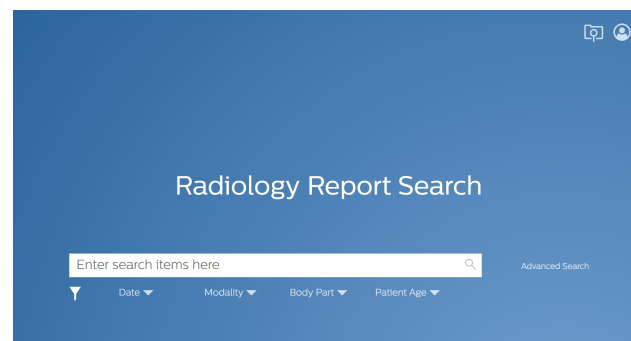 Radiology Report Search
Enter search items here
Advanced Search
Date
Modality
Body Part
Patient Age